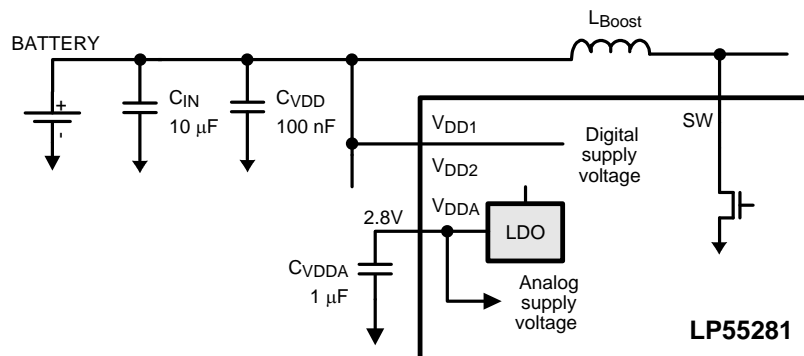 L_Boost
BATTERY
+
-
C_IN
10 μF
C_VDD
100 nF
V_DD1
SW
Digital
supply
voltage
V_DD2
V_DDA
2.8V
LDO
C_VDDA
1 μF
Analog
supply
voltage
LP55281